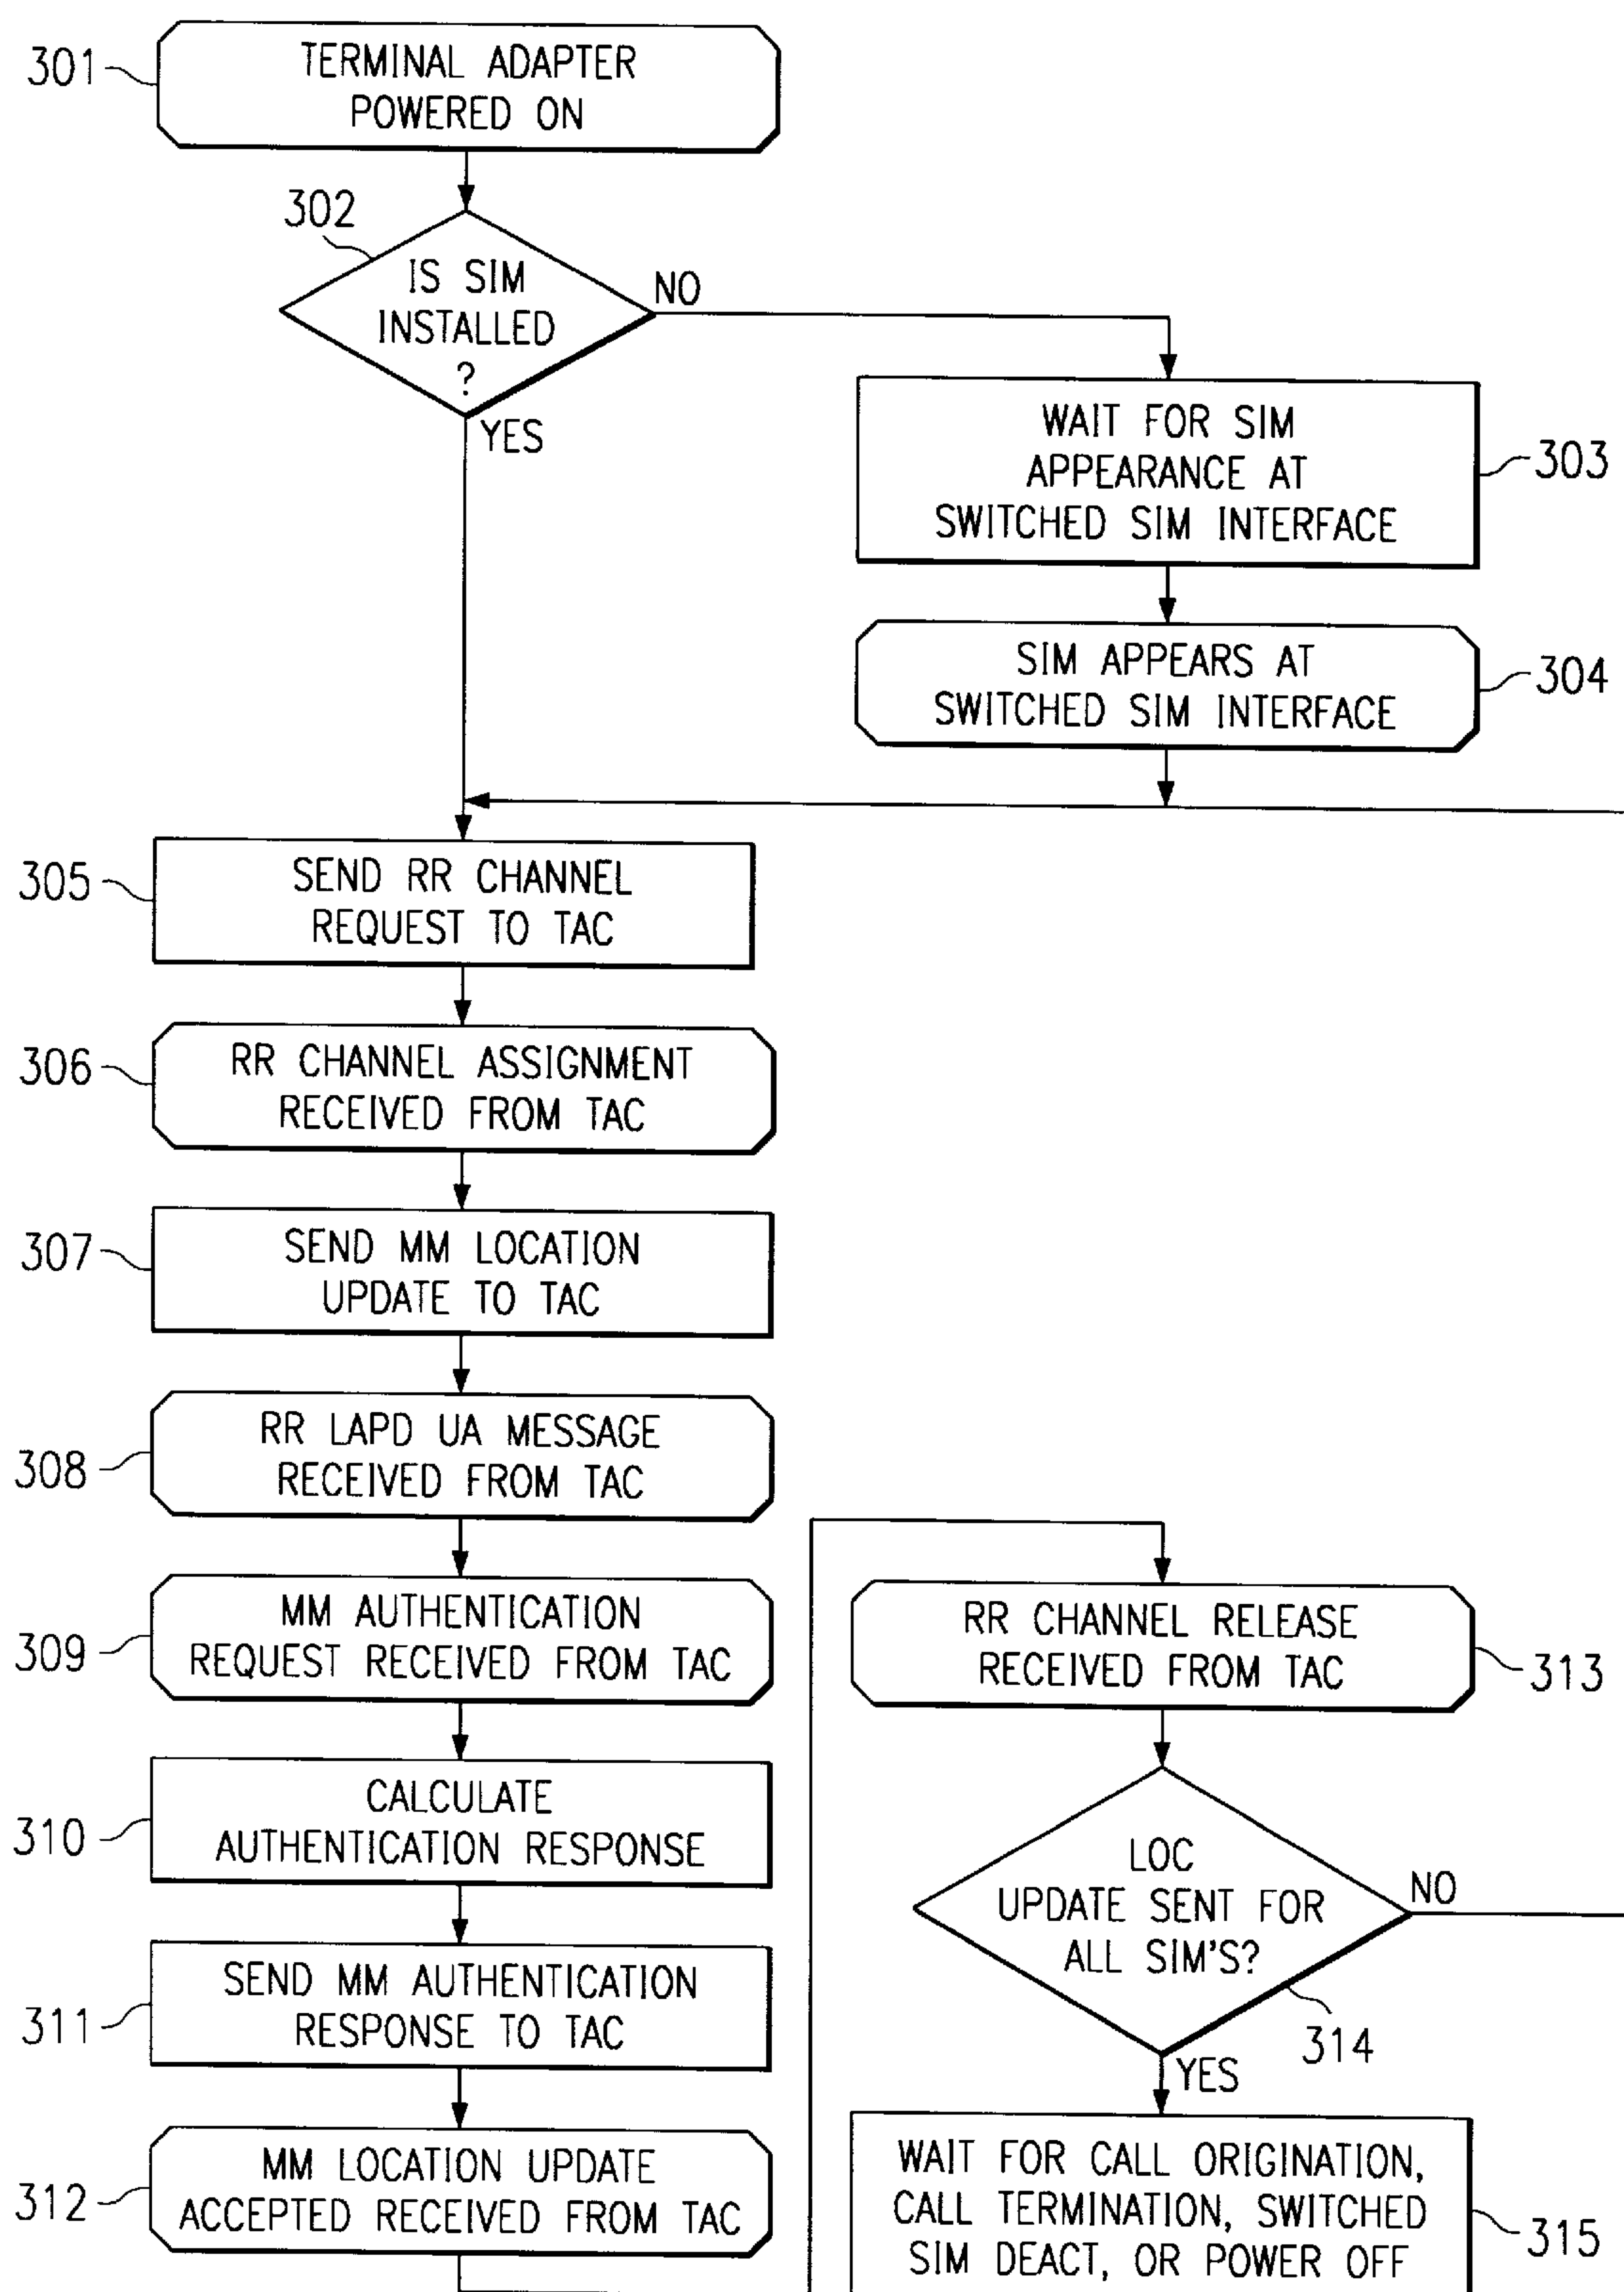 301
TERMINAL ADAPTER
POWERED ON
302
IS SIM
INSTALLED
?
NO
YES
WAIT FOR SIM
APPEARANCE AT
SWITCHED SIM INTERFACE
303
SIM APPEARS AT
SWITCHED SIM INTERFACE
304
305
SEND RR CHANNEL
REQUEST TO TAC
306
RR CHANNEL ASSIGNMENT
RECEIVED FROM TAC
307
SEND MM LOCATION
UPDATE TO TAC
308
RR LAPD UA MESSAGE
RECEIVED FROM TAC
309
MM AUTHENTICATION
REQUEST RECEIVED FROM TAC
310
CALCULATE
AUTHENTICATION RESPONSE
311
SEND MM AUTHENTICATION
RESPONSE TO TAC
312
MM LOCATION UPDATE
ACCEPTED RECEIVED FROM TAC
RR CHANNEL RELEASE
RECEIVED FROM TAC
313
LOC
UPDATE SENT FOR
ALL SIM'S?
NO
314
YES
WAIT FOR CALL ORIGINATION,
CALL TERMINATION, SWITCHED
SIM DEACT, OR POWER OFF
315